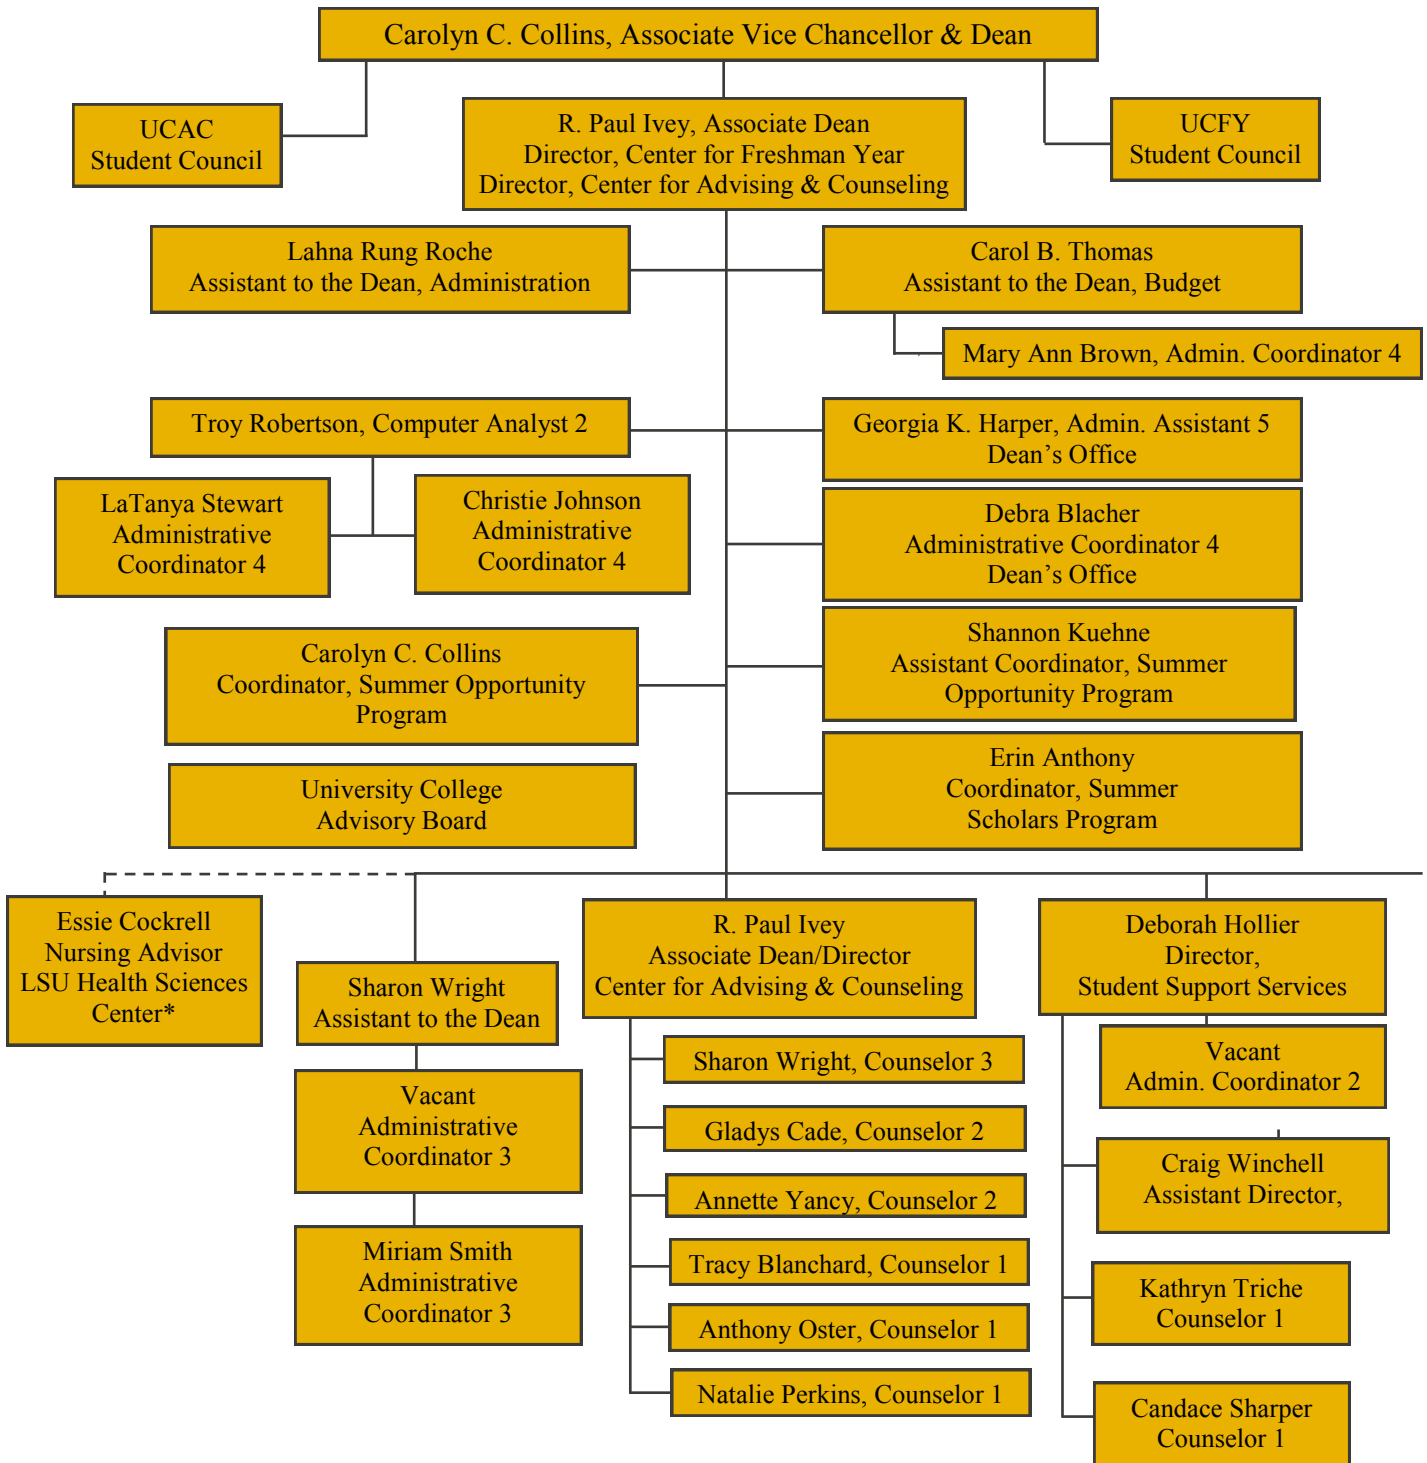 Carolyn C. Collins, Associate Vice Chancellor & Dean
UCAC
Student Council
R. Paul Ivey, Associate Dean
Director, Center for Freshman Year
Director, Center for Advising & Counseling
UCFY
Student Council
Lahna Rung Roche
Assistant to the Dean, Administration
Carol B. Thomas
Assistant to the Dean, Budget
Mary Ann Brown, Admin. Coordinator 4
Troy Robertson, Computer Analyst 2
Georgia K. Harper, Admin. Assistant 5
Dean’s Office
LaTanya Stewart
Administrative
Coordinator 4
Christie Johnson
Administrative
Coordinator 4
Debra Blacher
Administrative Coordinator 4
Dean’s Office
Carolyn C. Collins
Coordinator, Summer Opportunity
Program
Shannon Kuehne
Assistant Coordinator, Summer
Opportunity Program
University College
Advisory Board
Erin Anthony
Coordinator, Summer
Scholars Program
Essie Cockrell
Nursing Advisor
LSU Health Sciences
Center*
Sharon Wright
Assistant to the Dean
Vacant
Administrative
Coordinator 3
Miriam Smith
Administrative
Coordinator 3
R. Paul Ivey
Associate Dean/Director
Center for Advising & Counseling
Sharon Wright, Counselor 3
Gladys Cade, Counselor 2
Annette Yancy, Counselor 2
Tracy Blanchard, Counselor 1
Anthony Oster, Counselor 1
Natalie Perkins, Counselor 1
Deborah Hollier
Director,
Student Support Services
Vacant
Admin. Coordinator 2
Craig Winchell
Assistant Director,
Kathryn Triche
Counselor 1
Candace Sharper
Counselor 1